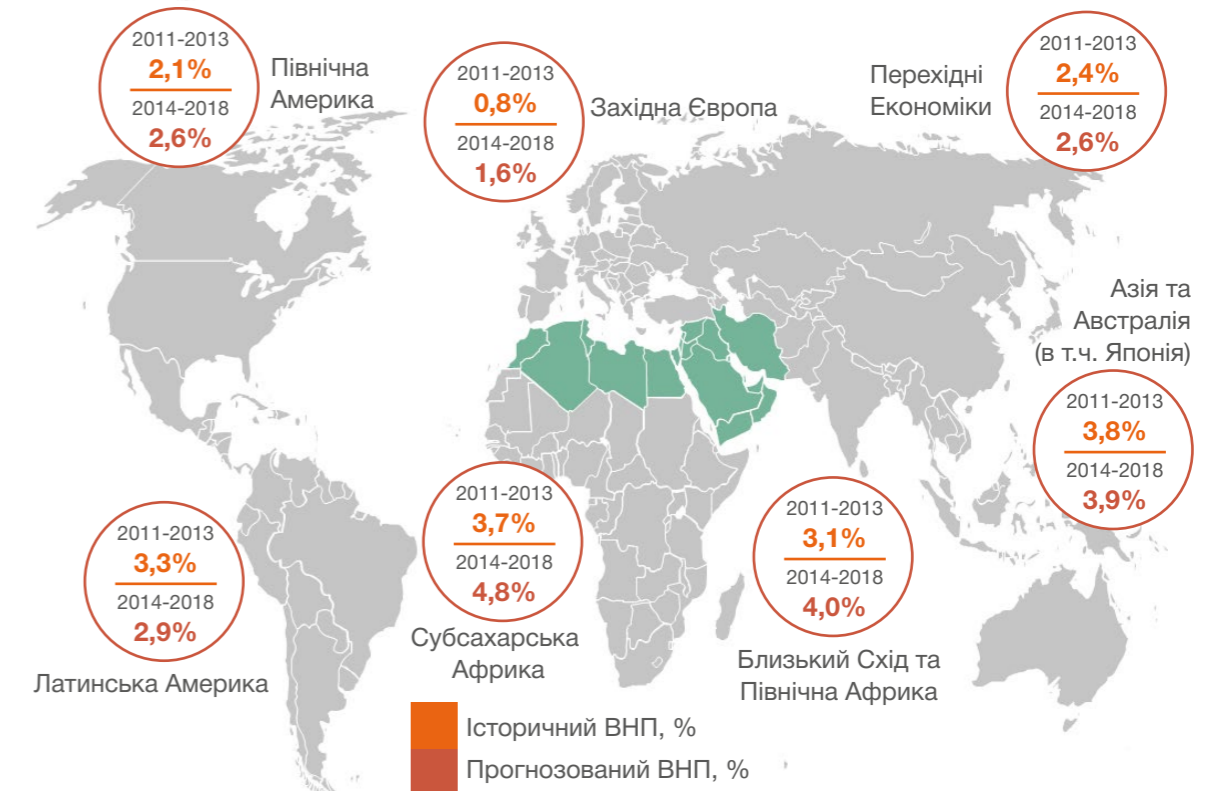 2011-2013
2,1%
2014-2018
2,6%
Північна
Америка
2011-2013
0,8%
2014-2018
1,6%
Західна Європа
Перехідні
Економіки
2011-2013
2,4%
2014-2018
2,6%
Азія та
Австралія
(в т.ч. Японія)
2011-2013
3,8%
2014-2018
3,9%
2011-2013
3,3%
2014-2018
2,9%
Латинська Америка
2011-2013
3,7%
2014-2018
4,8%
Субсахарська
Африка
2011-2013
3,1%
2014-2018
4,0%
Близький Схід та
Північна Африка
Історичний ВНП, %
Прогнозований ВНП, %